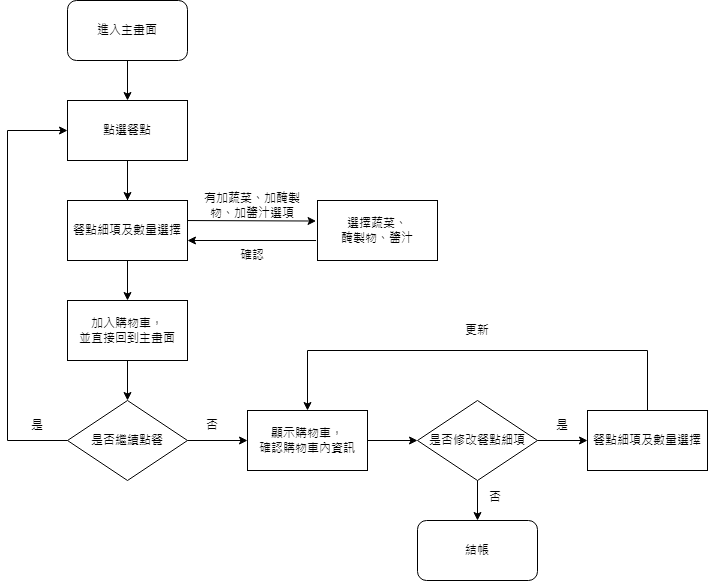 進入主畫面
點選餐點
有加蔬菜、加醃製
物、加醬汁選項
餐點細項及數量選擇
選擇蔬菜、
醃製物、醬汁
確認
加入購物車，
並直接回到主畫面
更新
是
是否繼續點餐
否
顯示購物車，
確認購物車內資訊
是否修改餐點細項
是
餐點細項及數量選擇
否
結帳